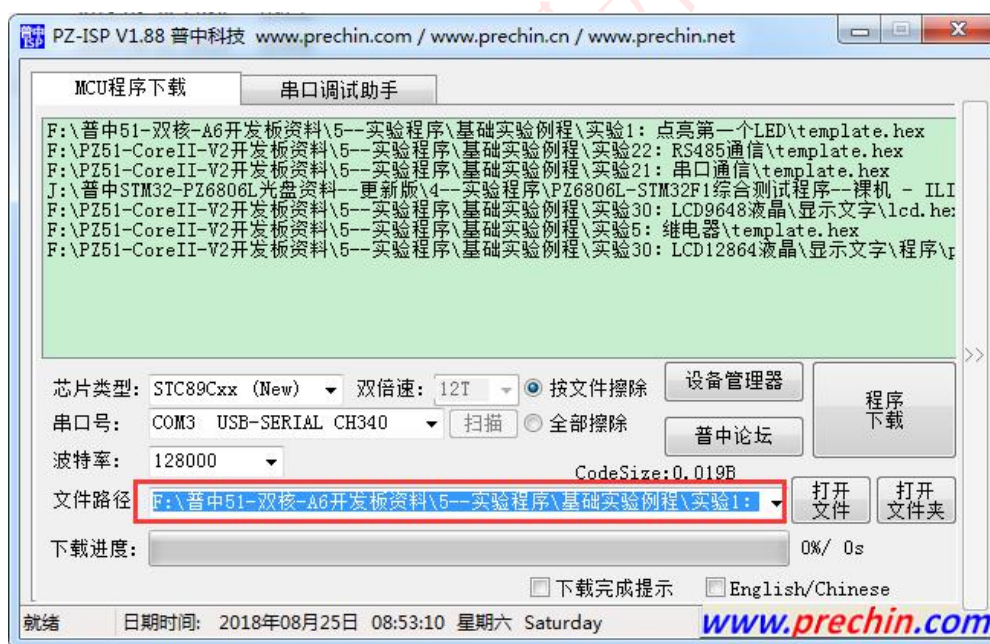 PZ-ISP V1.88 普中科技 www.prechin.com / www.prechin.cn / www.prechin.net
MCU程序下载 串口调试助手
F:\普中51-双核-A6开发板资料\5--实验程序\基础实验例程\实验1: 点亮第一个LED\template.hex
F:\PZ51-CoreII-V2开发板资料\5--实验程序\基础实验例程\实验22: RS485通信\template.hex
F:\PZ51-CoreII-V2开发板资料\5--实验程序\基础实验例程\实验21: 串口通信\template.hex
J:\普中STM32-PZ6806L光盘资料--更新版\4--实验程序\PZ6806L-STM32F1综合测试程序--裸机 - ILI
F:\PZ51-CoreII-V2开发板资料\5--实验程序\基础实验例程\实验30: LCD9648液晶\显示文字\lcd.he
F:\PZ51-CoreII-V2开发板资料\5--实验程序\基础实验例程\实验5: 继电器\template.hex
F:\PZ51-CoreII-V2开发板资料\5--实验程序\基础实验例程\实验30: LCD12864液晶\显示文字\程序\p
>>
芯片类型: STC89Cxx (New) 双倍速: 12T 按文件擦除 设备管理器 程序
下载
串口号: COM3 USB-SERIAL CH340 扫描 全部擦除 普中论坛
波特率: 128000 CodeSize:0.019B
文件路径 F:\普中51-双核-A6开发板资料\5--实验程序\基础实验例程\实验1: 打开 打开
文件 文件夹
下载进度: 0%/ 0s
下载完成提示 English/Chinese
就绪 日期时间: 2018年08月25日 08:53:10 星期六 Saturday www.prechin.com